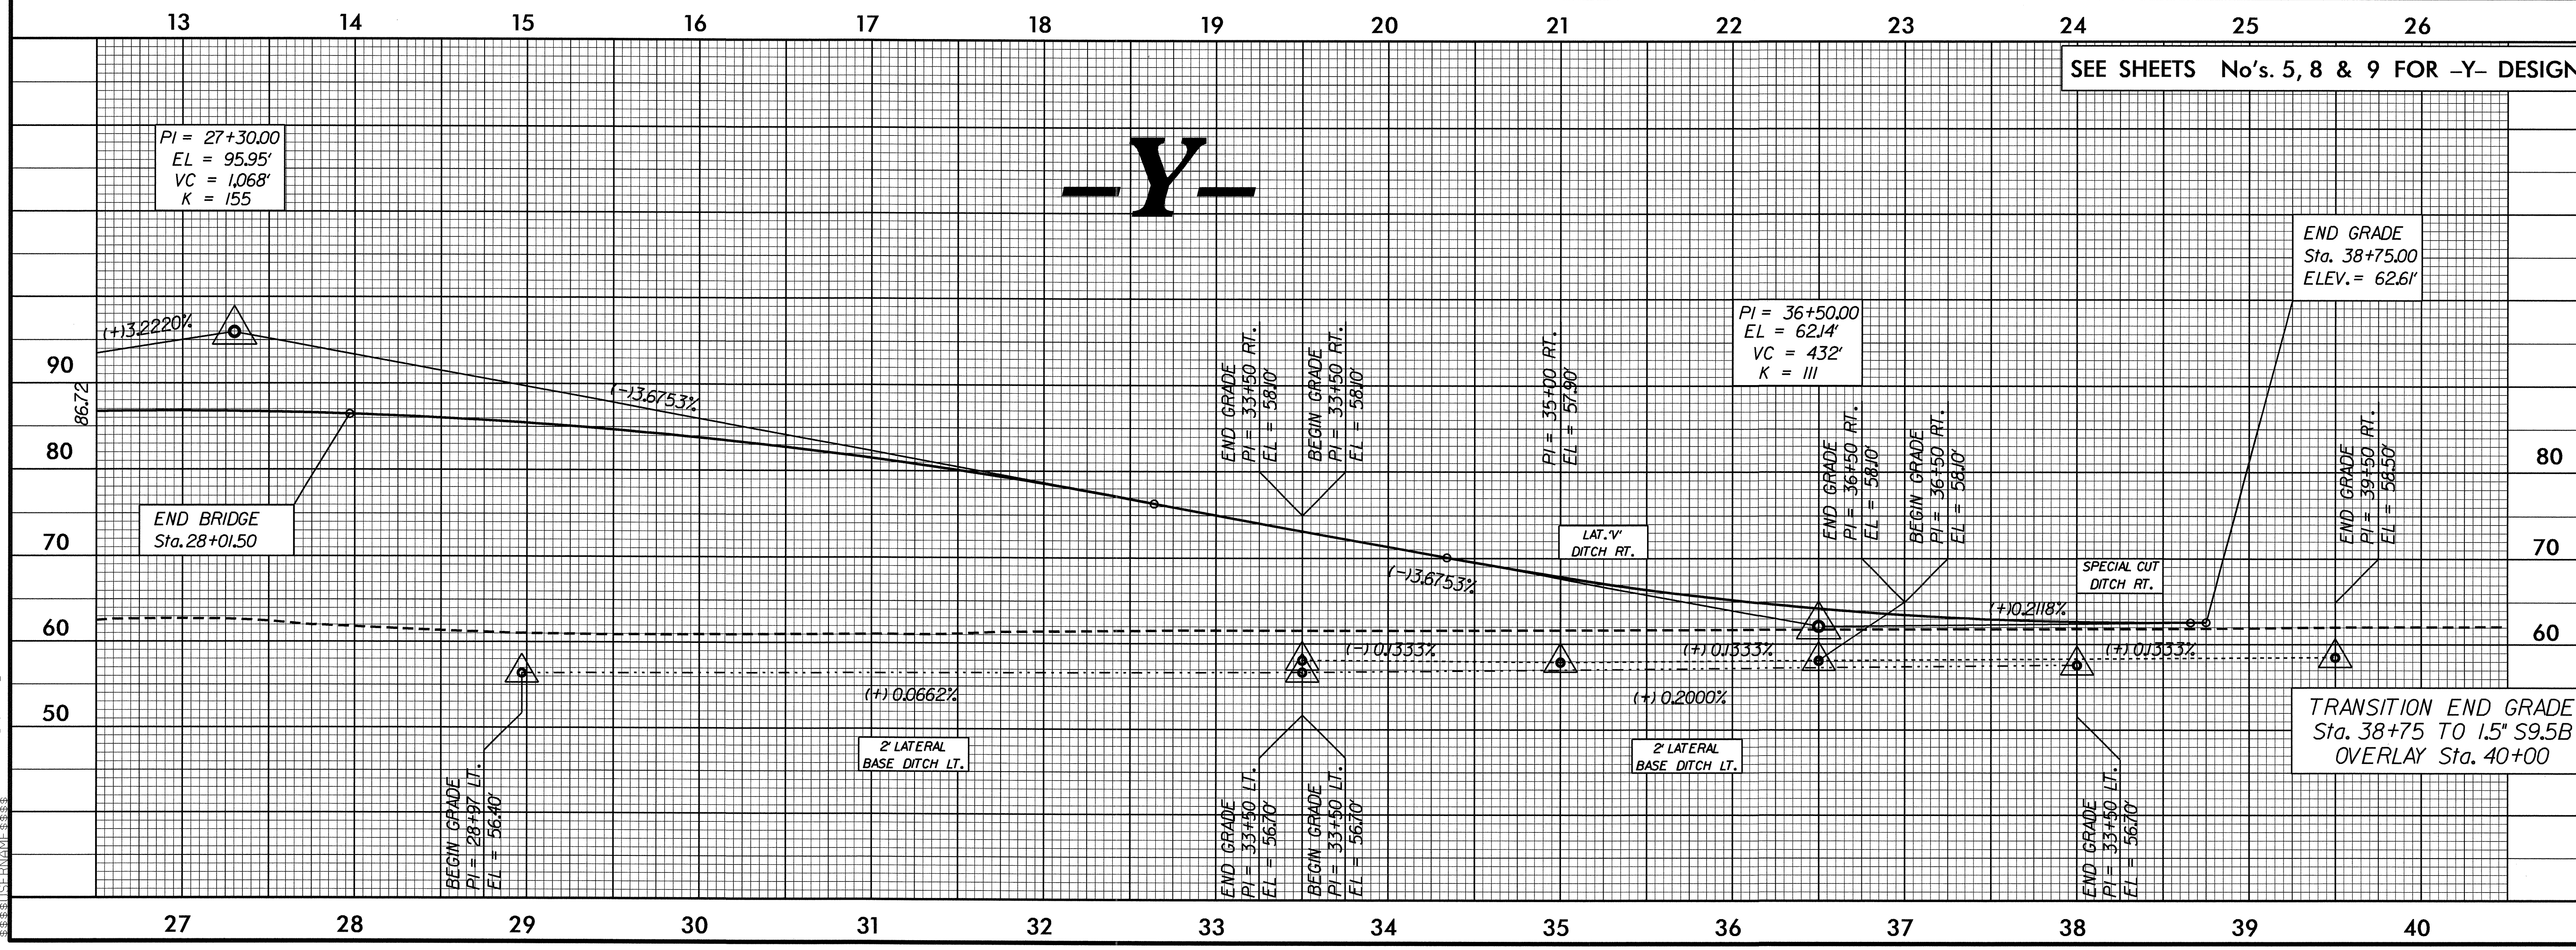 13 14 15 16 17 18 19 20 21 22 23 24 25 26
SEE SHEETS No's. 5, 8 & 9 FOR -Y- DESIGN
PI = 27+30.00
EL = 95.95'
VC = 1,068'
K = 155
-Y-
END GRADE
Sta. 38+75.00
ELEV. = 62.61'
PI = 36+50.00
EL = 62.14'
VC = 432'
K = 111
(+)3.2220%
90
86.72
(-)3.6753%
END GRADE
PI = 33+50 RT.
EL = 58.10'
BEGIN GRADE
PI = 33+50 RT.
EL = 58.10'
PI = 35+00 RT.
EL = 57.90'
END GRADE
PI = 36+50 RT.
EL = 58.10'
BEGIN GRADE
PI = 36+50 RT.
EL = 58.10'
END GRADE
PI = 39+50 RT.
EL = 58.50'
80
80
END BRIDGE
Sta. 28+01.50
70
LAT. 'V'
DITCH RT.
70
(-)3.6753%
SPECIAL CUT
DITCH RT.
(+)0.2118%
60
60
(-) 0.1333%
(+) 0.1333%
(+) 0.1333%
(+) 0.0662%
(+) 0.2000%
50
TRANSITION END GRADE
Sta. 38+75 TO 1.5" S9.5B
OVERLAY Sta. 40+00
2' LATERAL
BASE DITCH LT.
2' LATERAL
BASE DITCH LT.
BEGIN GRADE
PI = 28+97 LT.
EL = 56.40'
END GRADE
PI = 33+50 LT.
EL = 56.70'
BEGIN GRADE
PI = 33+50 LT.
EL = 56.70'
END GRADE
PI = 33+50 LT.
EL = 56.70'
27 28 29 30 31 32 33 34 35 36 37 38 39 40